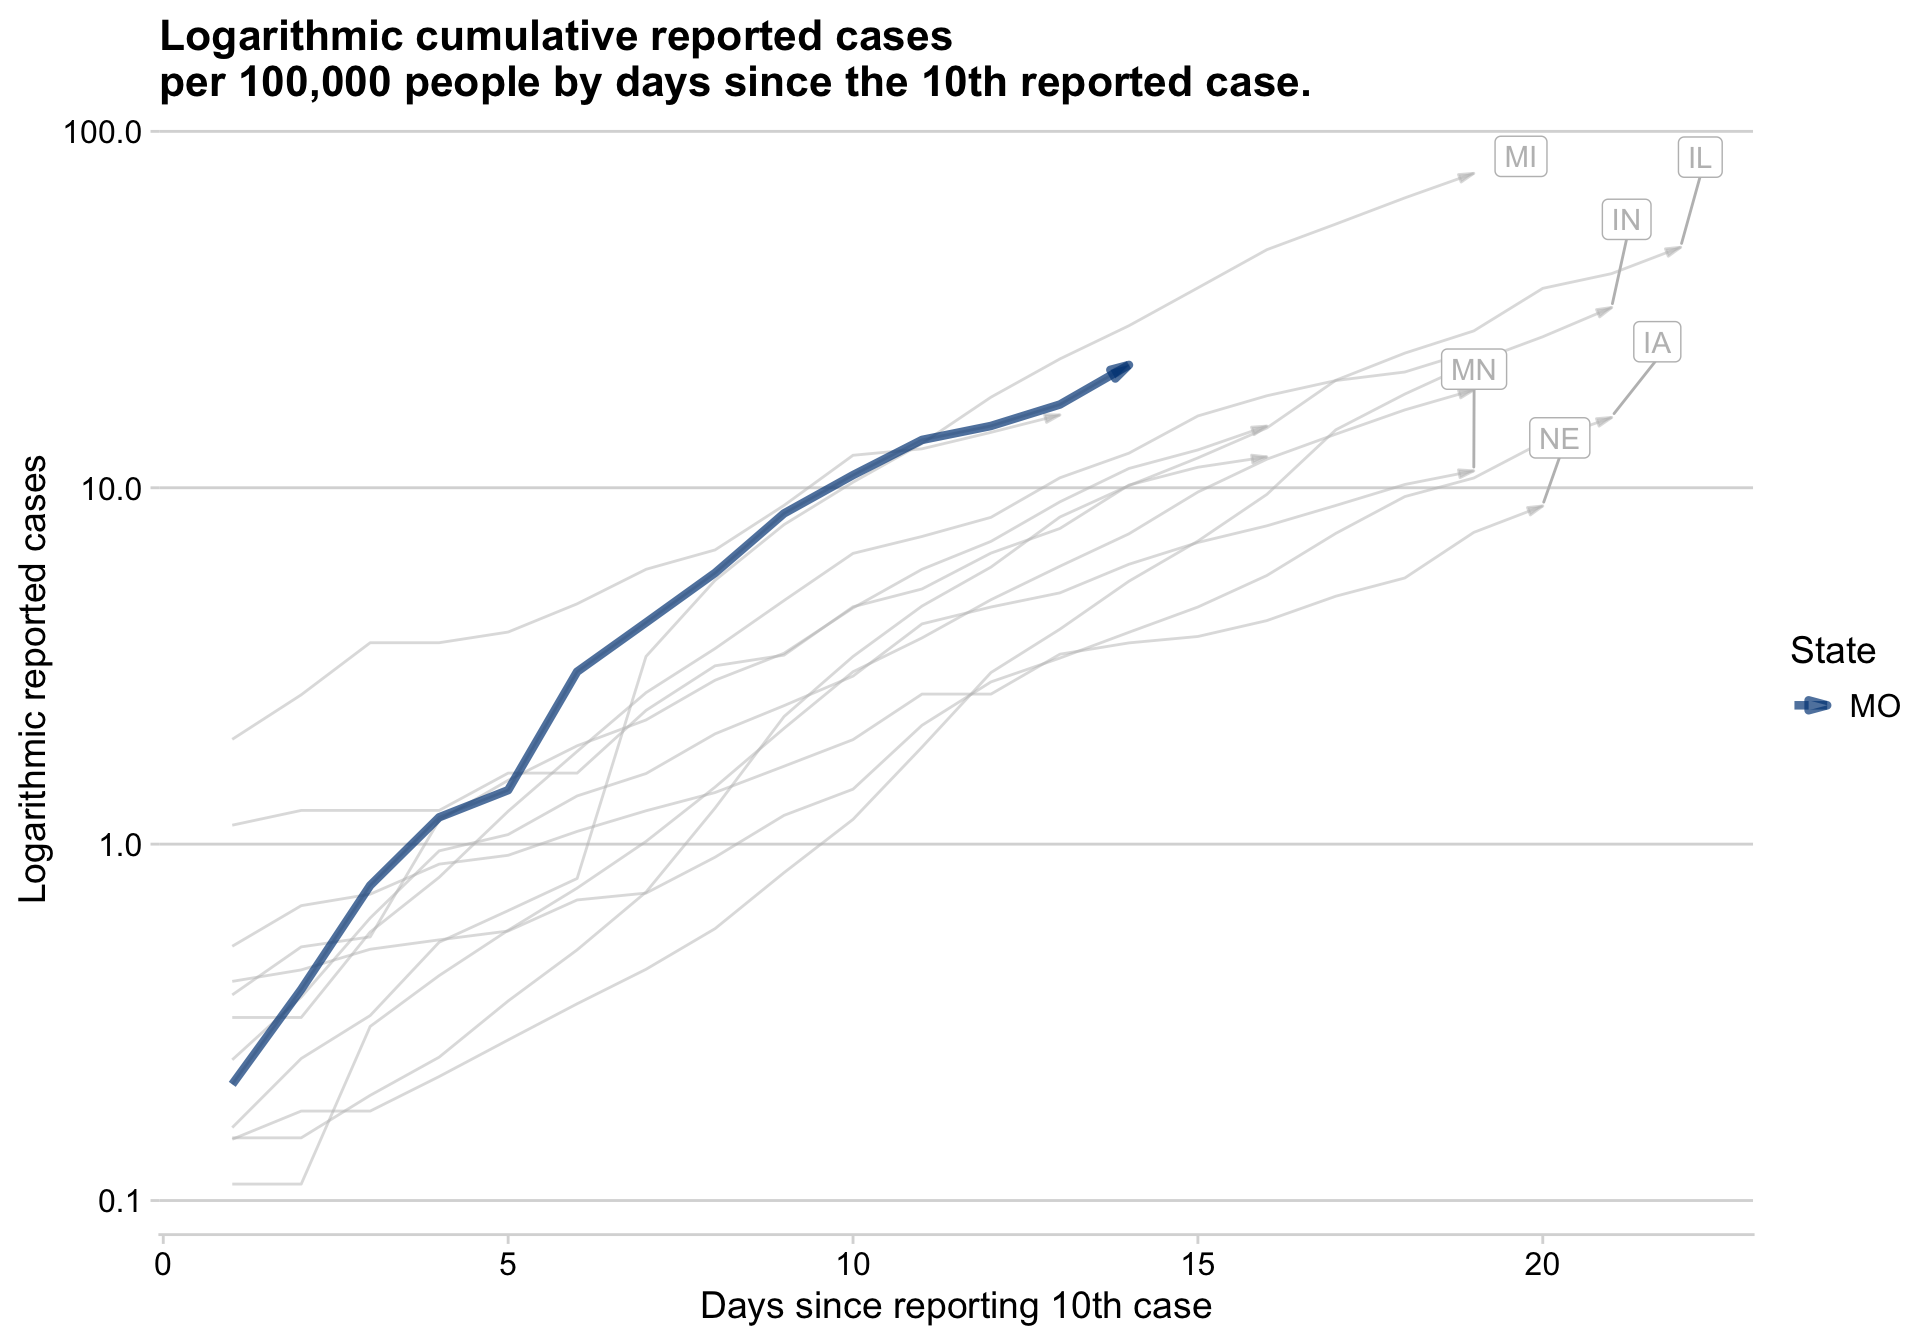 Logarithmic cumulative reported cases
per 100,000 people by days since the 10th reported case.
100.0
10.0
1.0
0.1
Logarithmic reported cases
MI
IL
IN
IA
MN
NE
State
MO
0
5
10
15
20
Days since reporting 10th case